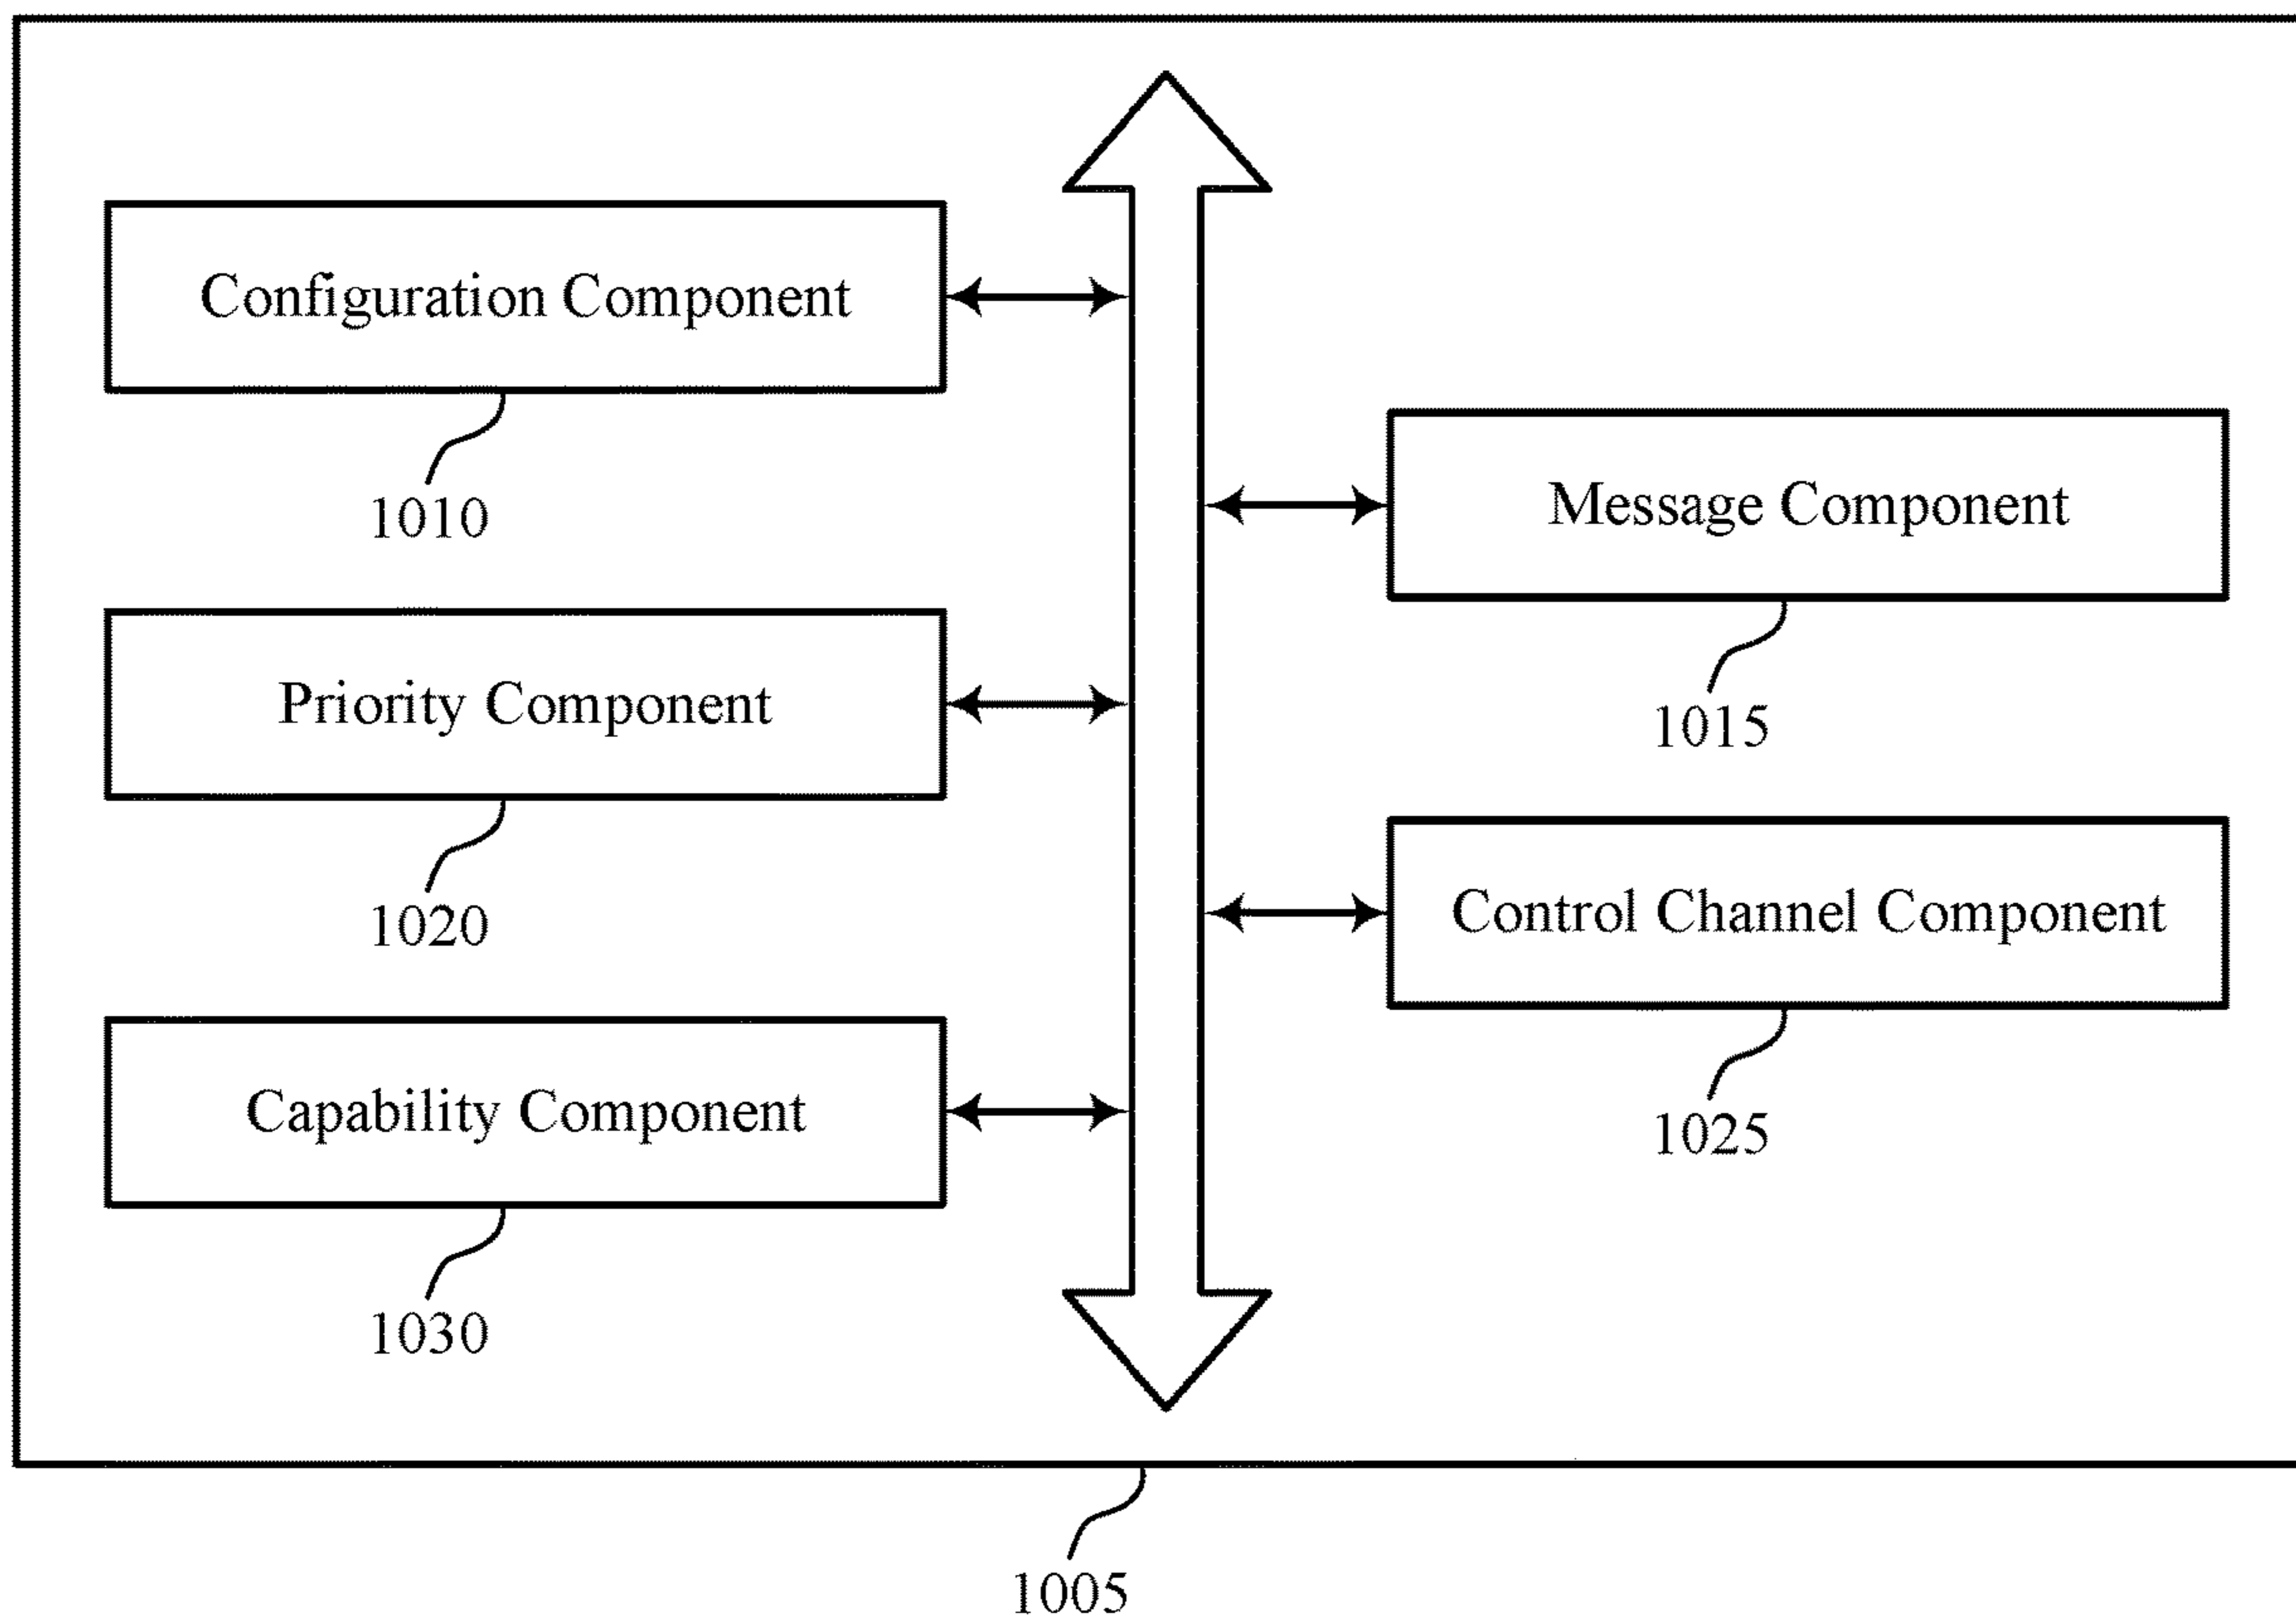 Configuration Component
1010
Message Component
1015
Priority Component
1020
Control Channel Component
1025
Capability Component
1030
1005